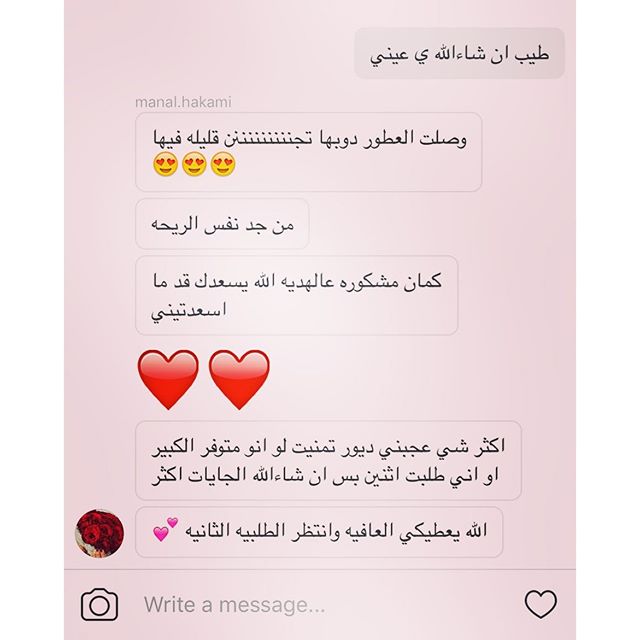 طيب ان شاءالله ي عيني
manal.hakami
وصلت العطور دوبها تجننننننننن قليله فيها
😍😍😍
من جد نفس الريحه
كمان مشكوره عالهديه الله يسعدك قد ما
اسعدتيني
❤️❤️
اكثر شي عجبني ديور تمنيت لو انو متوفر الكبير
او اني طلبت اثنين بس ان شاءالله الجايات اكثر
الله يعطيكي العافيه وانتظر الطلبيه الثانيه 💕
Write a message...